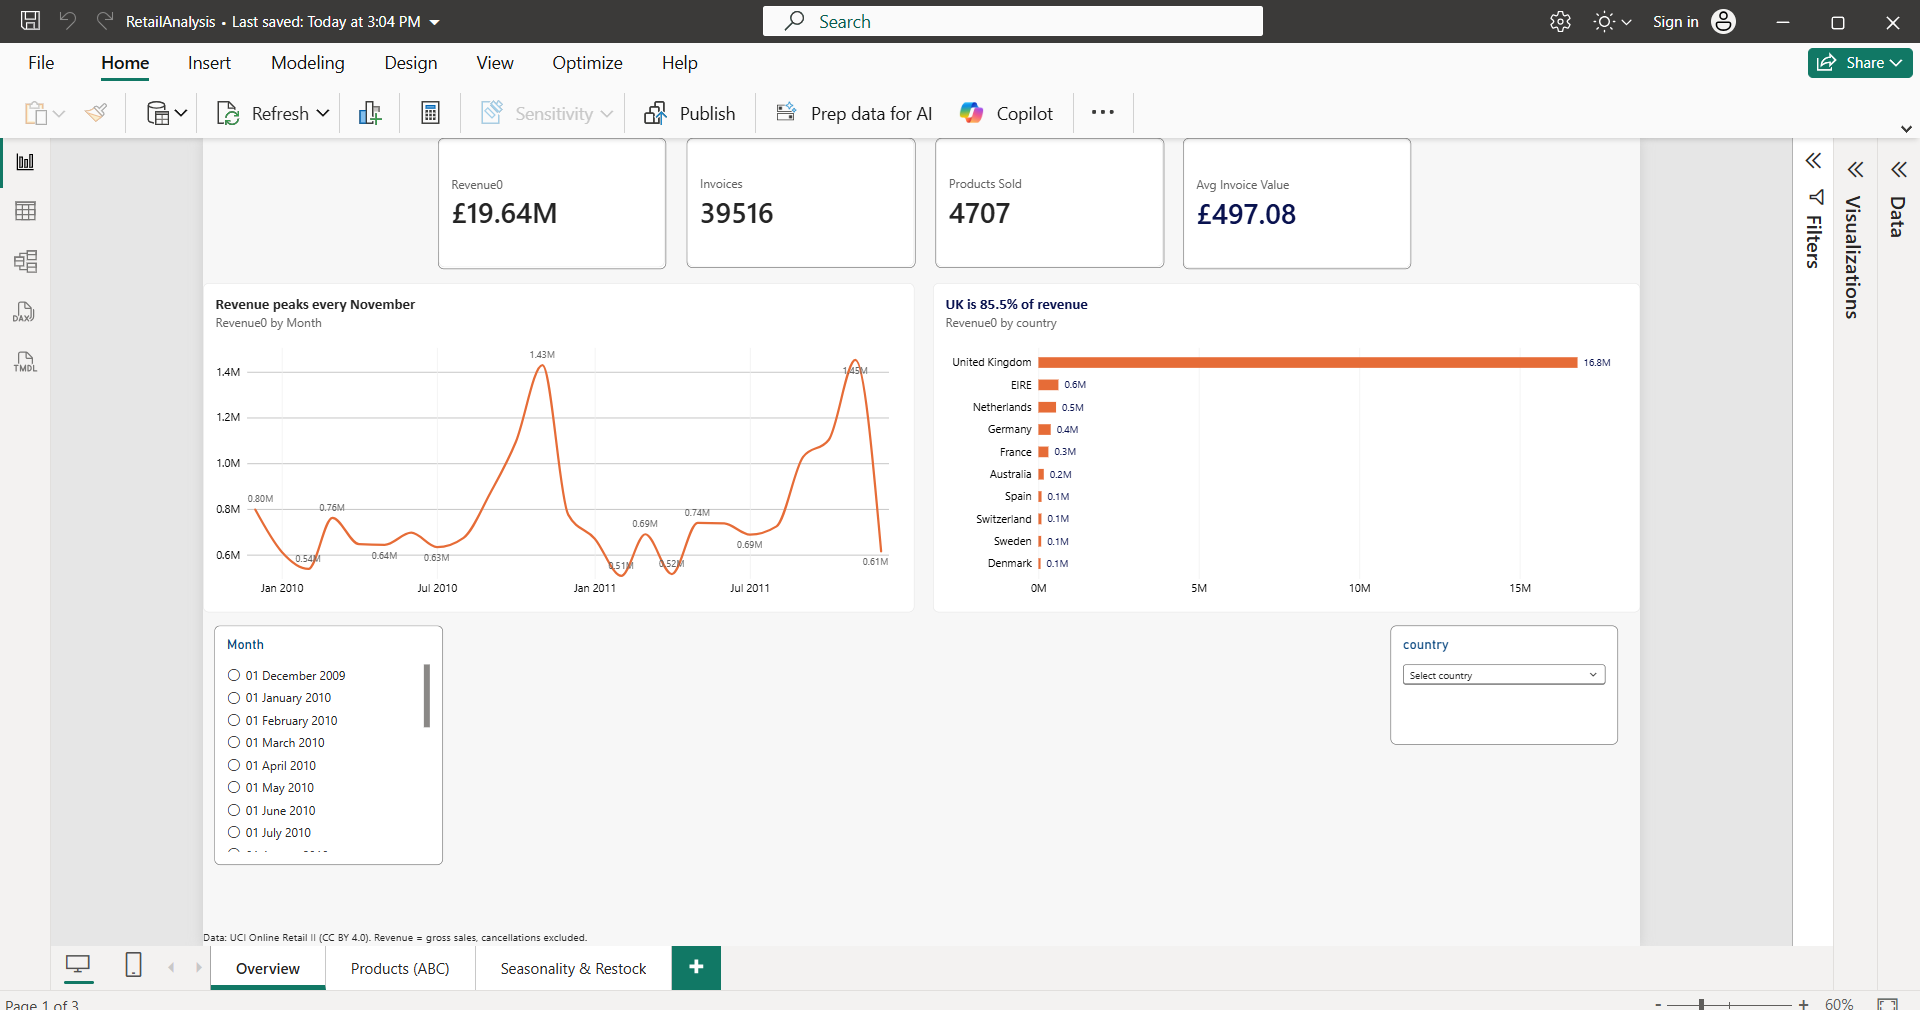 RetailAnalysis • Last saved: Today at 3:04 PM
Search
Sign in
File
Home
Insert
Modeling
Design
View
Optimize
Help
Share
Refresh
Sensitivity
Publish
Prep data for AI
Copilot
DAX
TMDL
Filters
Visualizations
Data
Revenue0
£19.64M
Invoices
39516
Products Sold
4707
Avg Invoice Value
£497.08
Revenue peaks every November
Revenue0 by Month
1.4M
1.2M
1.0M
0.8M
0.6M
0.80M
0.54M
0.76M
0.64M
0.63M
1.43M
0.51M
0.69M
0.52M
0.74M
0.69M
1.45M
0.61M
Jan 2010
Jul 2010
Jan 2011
Jul 2011
UK is 85.5% of revenue
Revenue0 by country
United Kingdom 16.8M
EIRE 0.6M
Netherlands 0.5M
Germany 0.4M
France 0.3M
Australia 0.2M
Spain 0.1M
Switzerland 0.1M
Sweden 0.1M
Denmark 0.1M
0M
5M
10M
15M
Month
01 December 2009
01 January 2010
01 February 2010
01 March 2010
01 April 2010
01 May 2010
01 June 2010
01 July 2010
country
Select country
Data: UCI Online Retail II (CC BY 4.0). Revenue = gross sales, cancellations excluded.
Overview
Products (ABC)
Seasonality & Restock
Page 1 of 3
60%